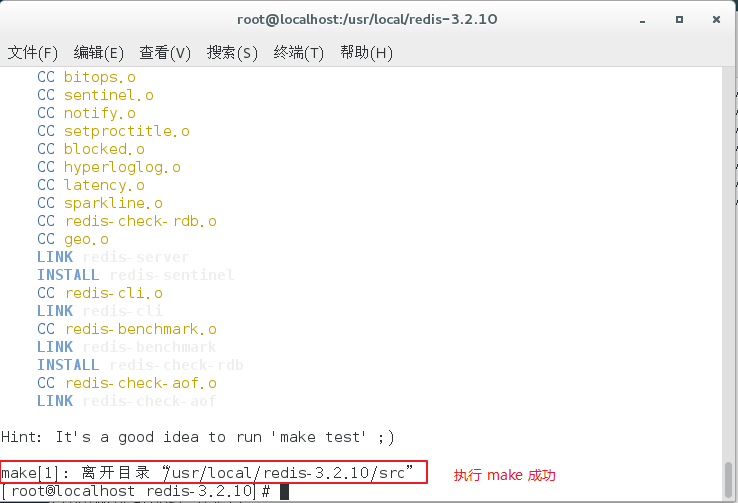 root@localhost:/usr/local/redis-3.2.10
文件(F) 编辑(E) 查看(V) 搜索(S) 终端(T) 帮助(H)
CC bitops.o
CC sentinel.o
CC notify.o
CC setproctitle.o
CC blocked.o
CC hyperloglog.o
CC latency.o
CC sparkline.o
CC redis-check-rdb.o
CC geo.o
LINK redis-server
INSTALL redis-sentinel
CC redis-cli.o
LINK redis-cli
CC redis-benchmark.o
LINK redis-benchmark
INSTALL redis-check-rdb
CC redis-check-aof.o
LINK redis-check-aof
Hint: It's a good idea to run 'make test' ;)
make[1]: 离开目录“/usr/local/redis-3.2.10/src”
执行 make 成功
[root@localhost redis-3.2.10]#